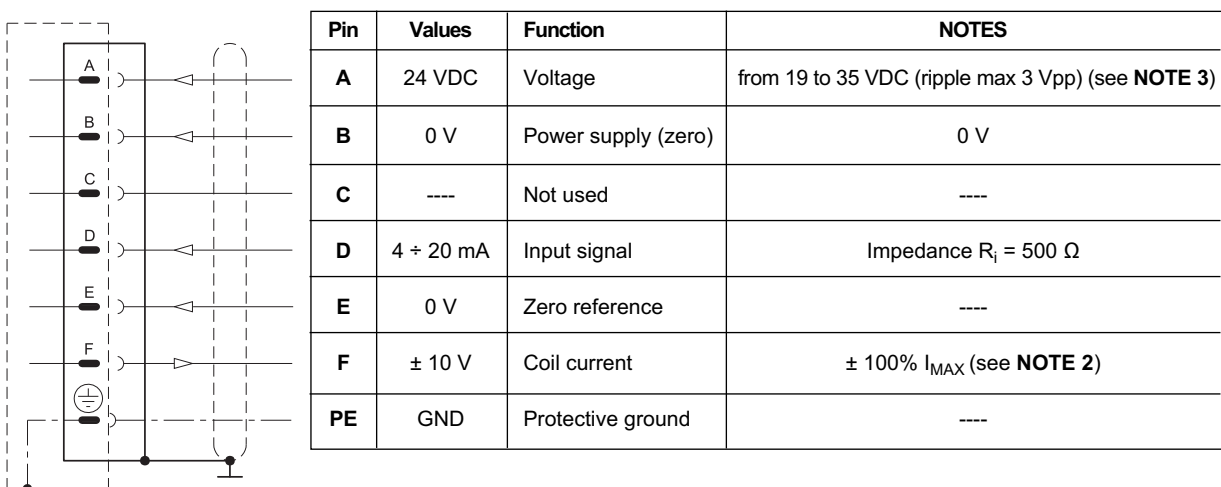 A
B
C
D
E
F
Pin Values Function NOTES
A 24 VDC Voltage from 19 to 35 VDC (ripple max 3 Vpp) (see NOTE 3)
B 0 V Power supply (zero) 0 V
C ---- Not used ----
D 4 ÷ 20 mA Input signal Impedance Ri = 500 Ω
E 0 V Zero reference ----
F ± 10 V Coil current ± 100% IMAX (see NOTE 2)
PE GND Protective ground ----